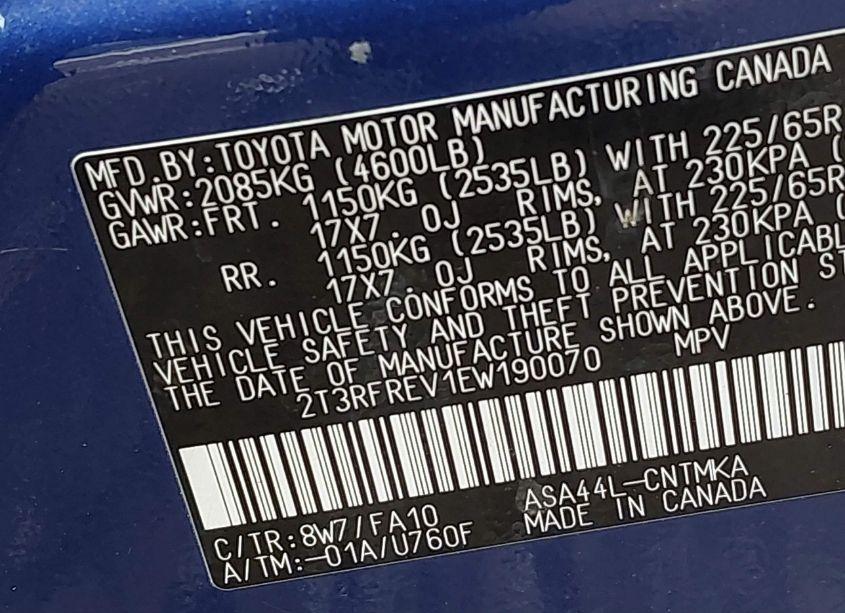 MFD.BY:TOYOTA MOTOR MANUFACTURING CANADA
GVWR:2085KG (4600LB)
GAWR:FRT. 1150KG (2535LB) WITH 225/65R
17X7.0J RIMS, AT 230KPA (
RR. 1150KG (2535LB) WITH 225/65R
17X7.0J RIMS, AT 230KPA (
THIS VEHICLE CONFORMS TO ALL APPLICABL
VEHICLE SAFETY AND THEFT PREVENTION ST
THE DATE OF MANUFACTURE SHOWN ABOVE.
2T3RFREV1EW190070 MPV
C/TR:8W7/FA10 ASA44L-CNTMKA
A/TM:-01A/U760F MADE IN CANADA